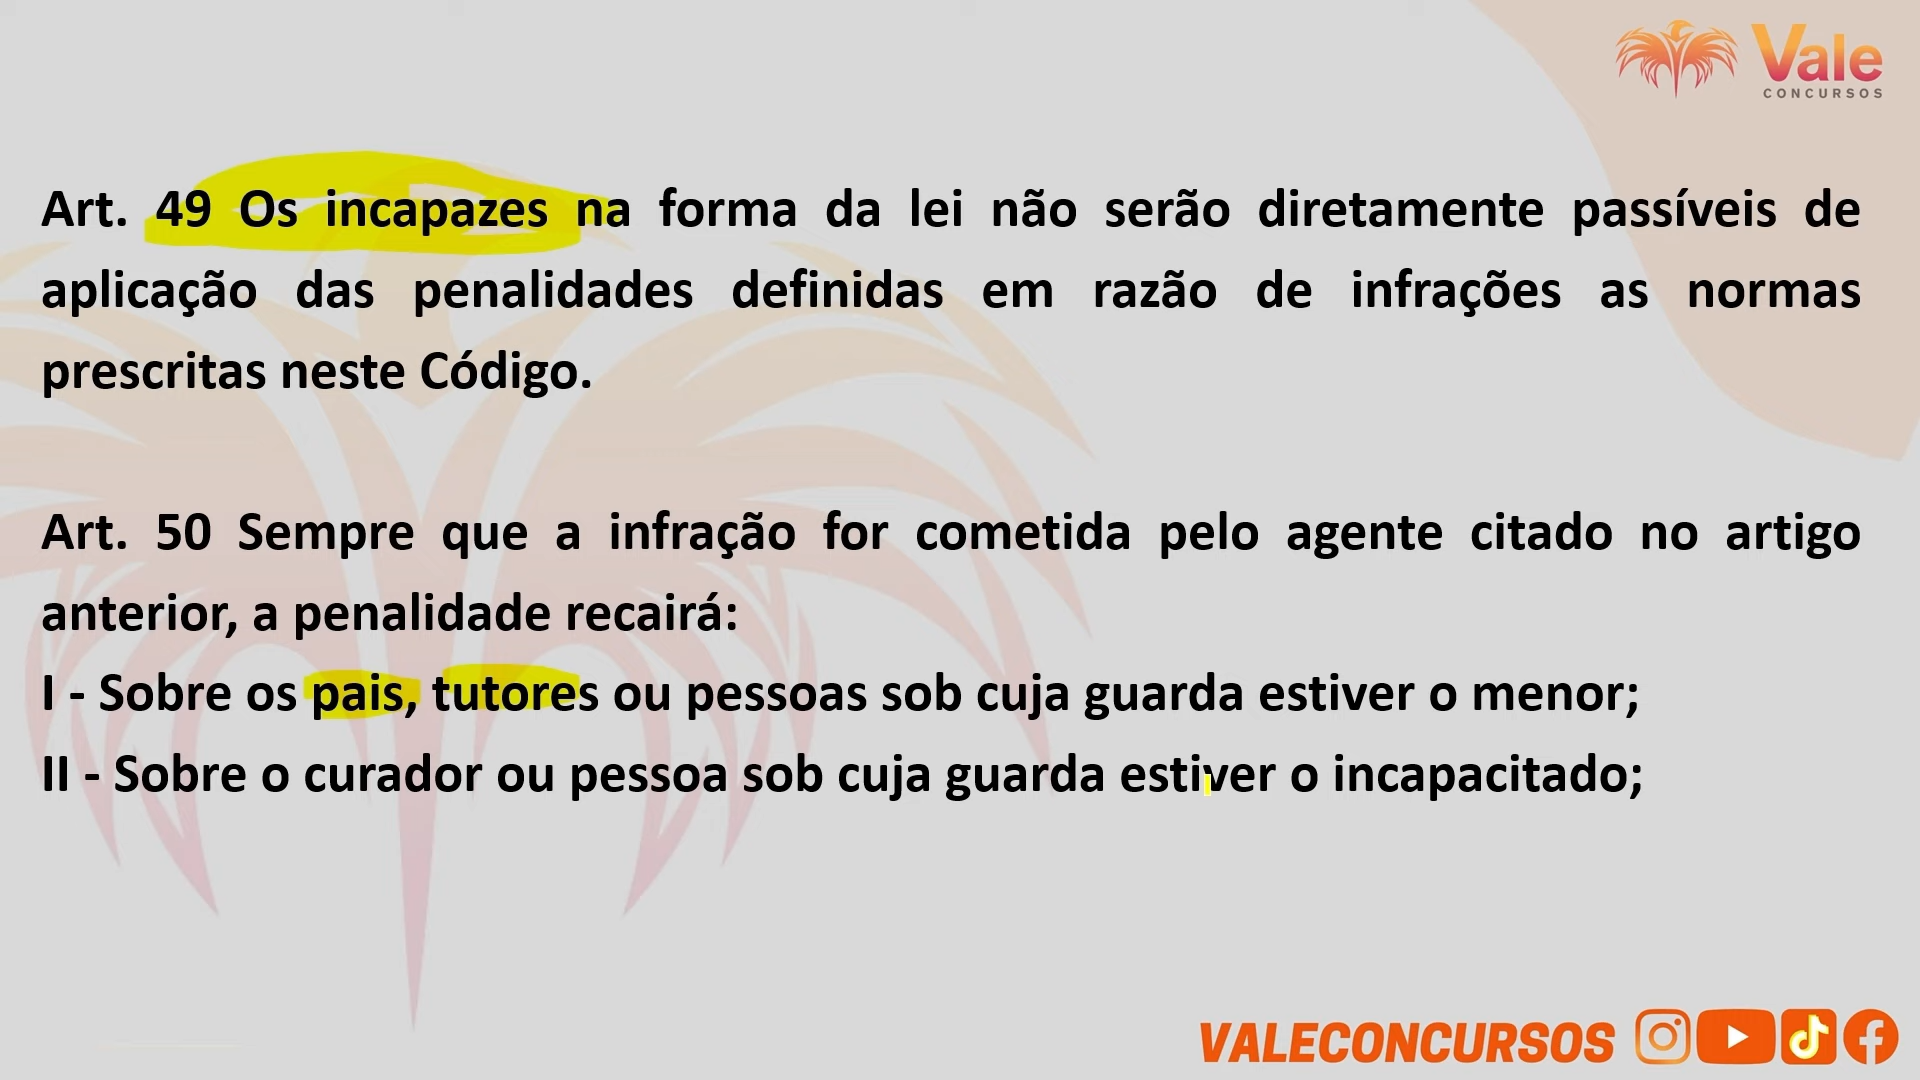 Vale
CONCURSOS
Art. 49 Os incapazes na forma da lei não serão diretamente passíveis de
aplicação das penalidades definidas em razão de infrações as normas
prescritas neste Código.
Art. 50 Sempre que a infração for cometida pelo agente citado no artigo
anterior, a penalidade recairá:
I - Sobre os pais, tutores ou pessoas sob cuja guarda estiver o menor;
II - Sobre o curador ou pessoa sob cuja guarda estiver o incapacitado;
VALECONCURSOS